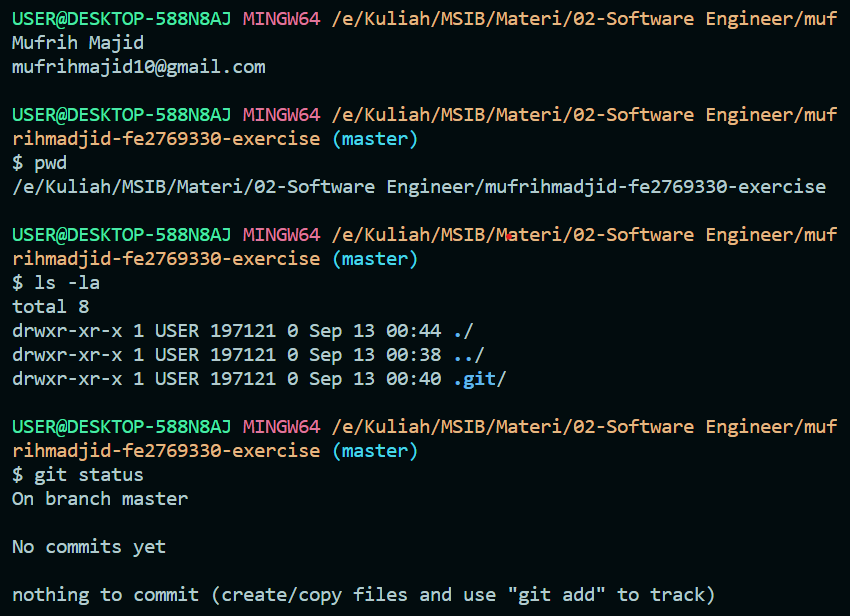 USER@DESKTOP-588N8AJ MINGW64 /e/Kuliah/MSIB/Materi/02-Software Engineer/muf
Mufrih Majid
mufrihmajid10@gmail.com
USER@DESKTOP-588N8AJ MINGW64 /e/Kuliah/MSIB/Materi/02-Software Engineer/muf
rihmadjid-fe2769330-exercise (master)
$ pwd
/e/Kuliah/MSIB/Materi/02-Software Engineer/mufrihmadjid-fe2769330-exercise
USER@DESKTOP-588N8AJ MINGW64 /e/Kuliah/MSIB/Materi/02-Software Engineer/muf
rihmadjid-fe2769330-exercise (master)
$ ls -la
total 8
drwxr-xr-x 1 USER 197121 0 Sep 13 00:44 ./
drwxr-xr-x 1 USER 197121 0 Sep 13 00:38 ../
drwxr-xr-x 1 USER 197121 0 Sep 13 00:40 .git/
USER@DESKTOP-588N8AJ MINGW64 /e/Kuliah/MSIB/Materi/02-Software Engineer/muf
rihmadjid-fe2769330-exercise (master)
$ git status
On branch master
No commits yet
nothing to commit (create/copy files and use "git add" to track)